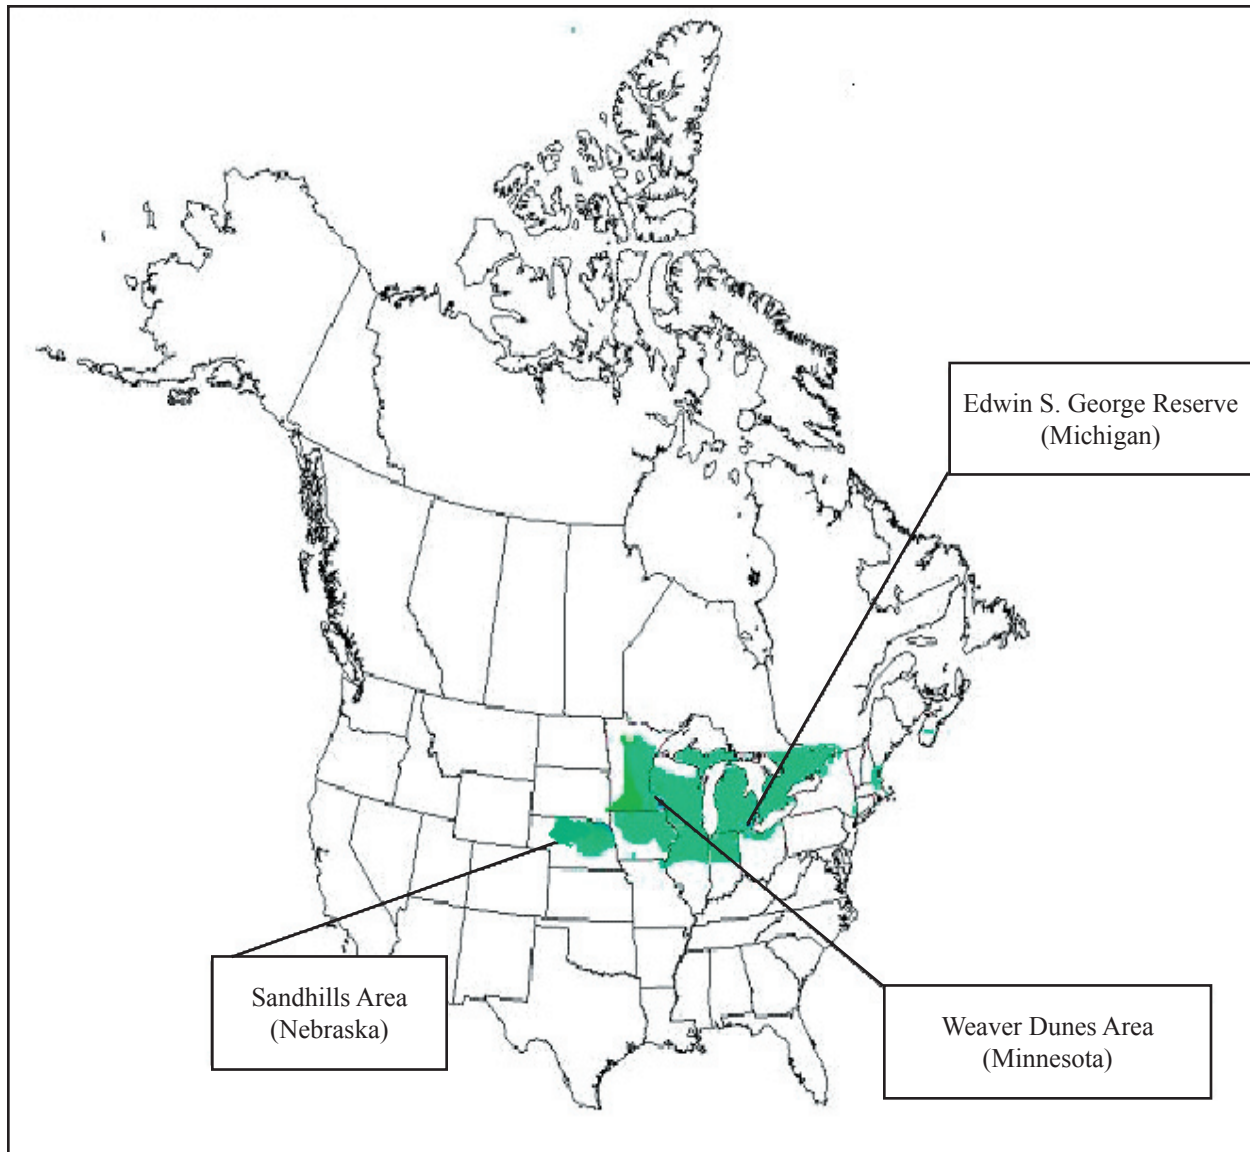 Edwin S. George Reserve
(Michigan)
Sandhills Area
(Nebraska)
Weaver Dunes Area
(Minnesota)